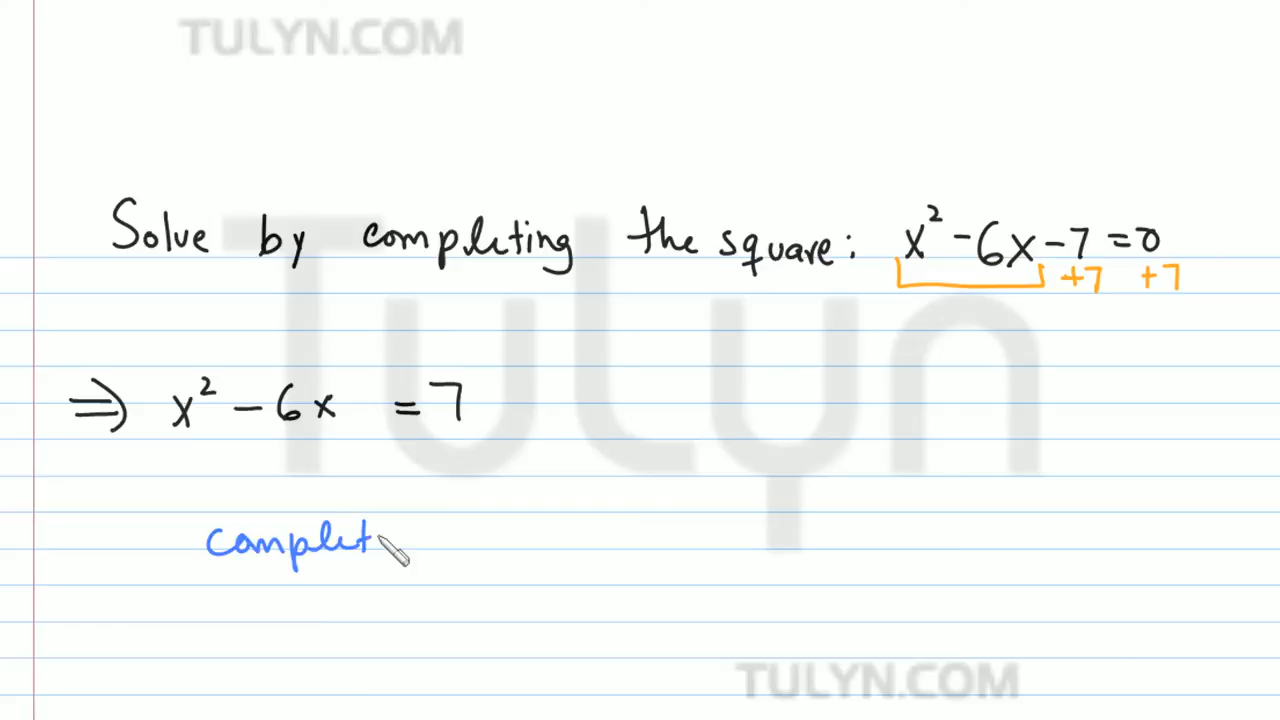 TULYN.COM
Solve by completing the square: x² - 6x - 7 = 0
+7 +7
⇒ x² - 6x = 7
complet
TULYN
TULYN.COM